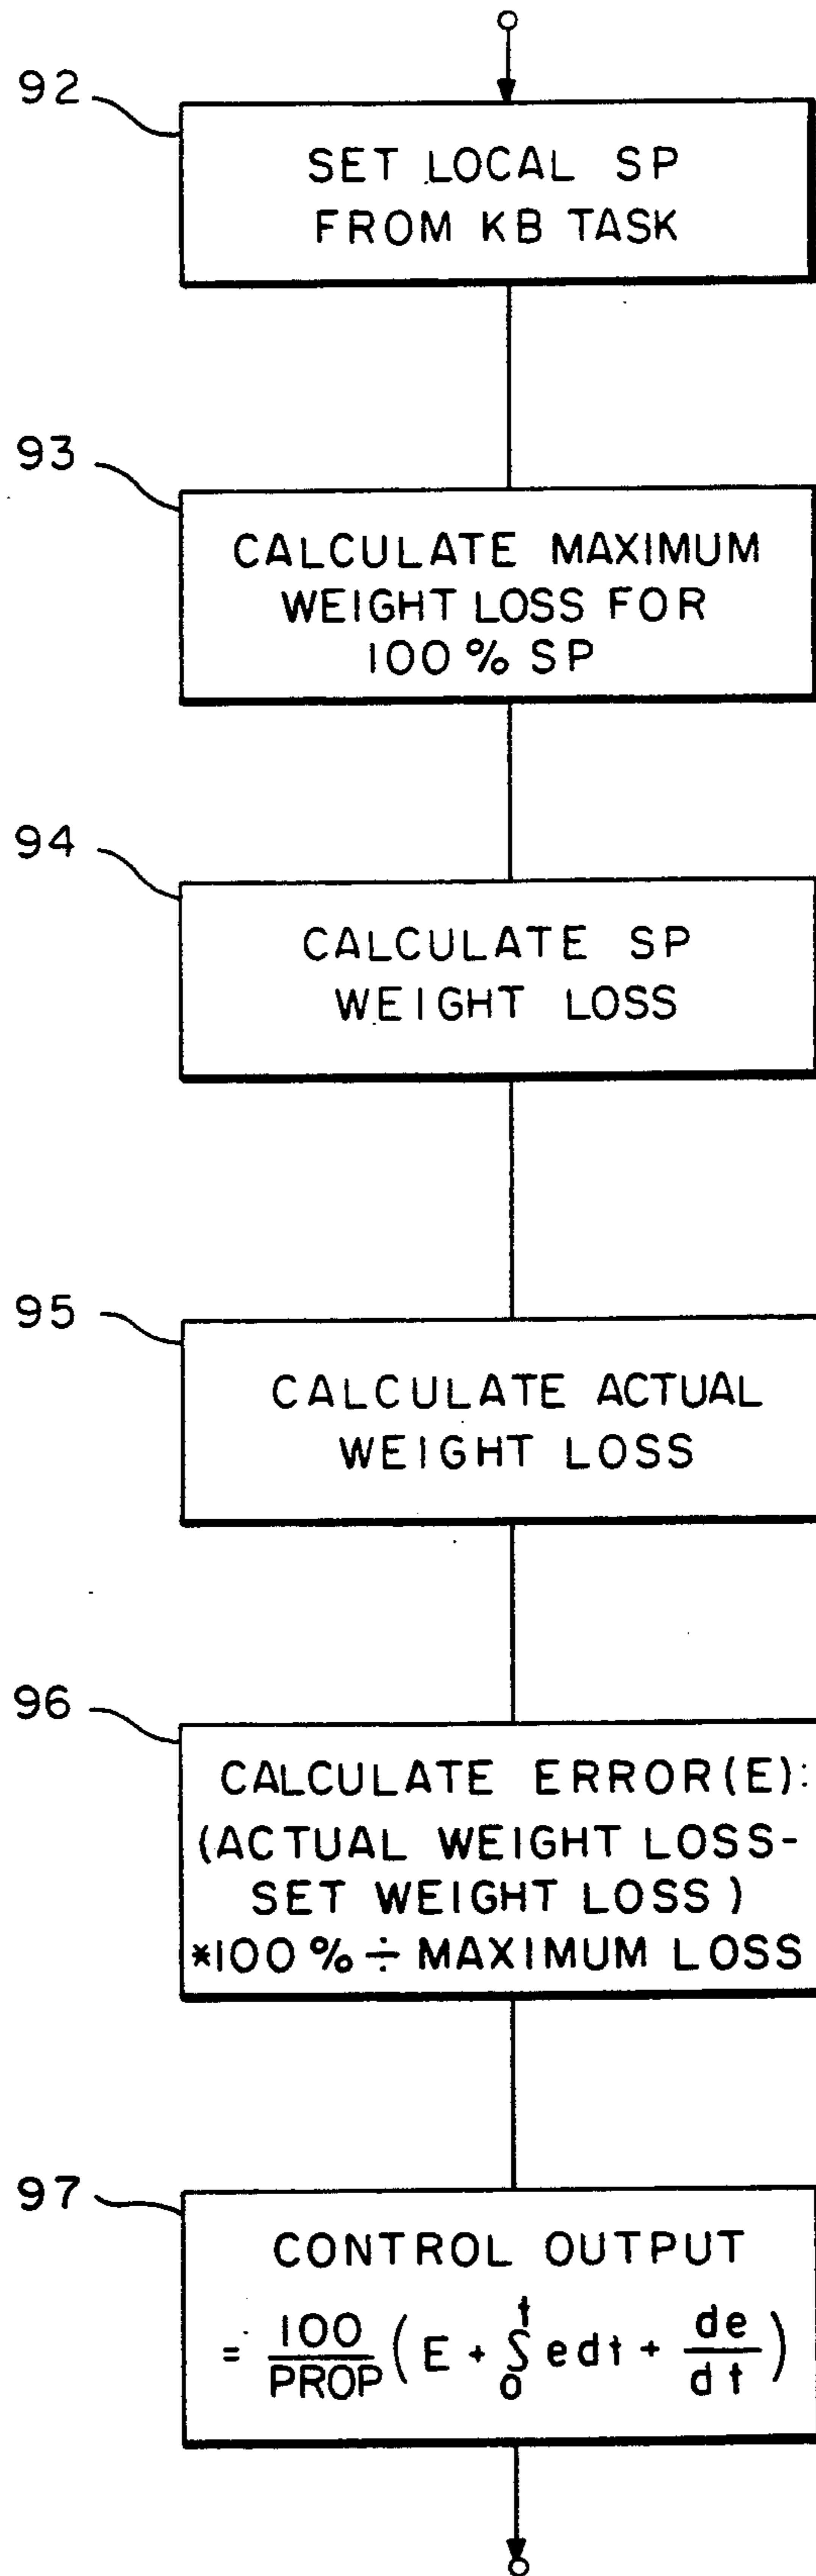 92
SET LOCAL SP
FROM KB TASK
93
CALCULATE MAXIMUM
WEIGHT LOSS FOR
100% SP
94
CALCULATE SP
WEIGHT LOSS
95
CALCULATE ACTUAL
WEIGHT LOSS
96
CALCULATE ERROR(E):
(ACTUAL WEIGHT LOSS-
SET WEIGHT LOSS)
*100% ÷ MAXIMUM LOSS
97
CONTROL OUTPUT
= 100/PROP (E + ∫₀ᵗ edt + de/dt)